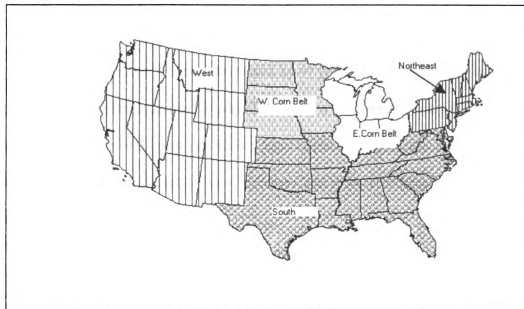 Northeast
West
W. Corn Belt
E.Corn Belt
South